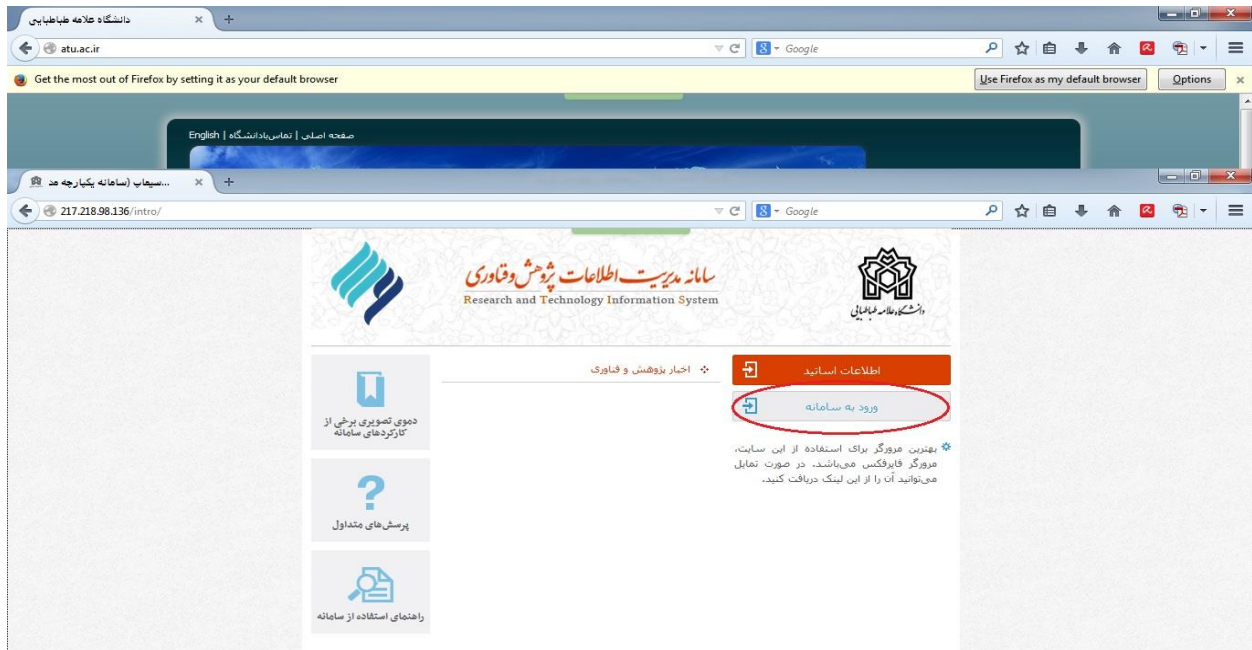 دانشگاه علامه طباطبایی
atu.ac.ir
Google
Get the most out of Firefox by setting it as your default browser
Use Firefox as my default browser
Options
صفحه اصلی | تماس‌بادانشگاه | English
سیماپ (سامانه یکپارچه مد...
217.218.98.136/intro/
Google
دانشگاه علامه طباطبائی
سامانه مدیریت اطلاعات پژوهش وفناوری
Research and Technology Information System
اطلاعات اساتید
ورود به سامانه
بهترین مرورگر برای استفاده از این سایت،
مرورگر فایرفکس می‌باشد. در صورت تمایل
می‌توانید آن را از این لینک دریافت کنید.
اخبار پژوهش و فناوری
دموی تصویری برخی از
کارکردهای سامانه
پرسش‌های متداول
راهنمای استفاده از سامانه